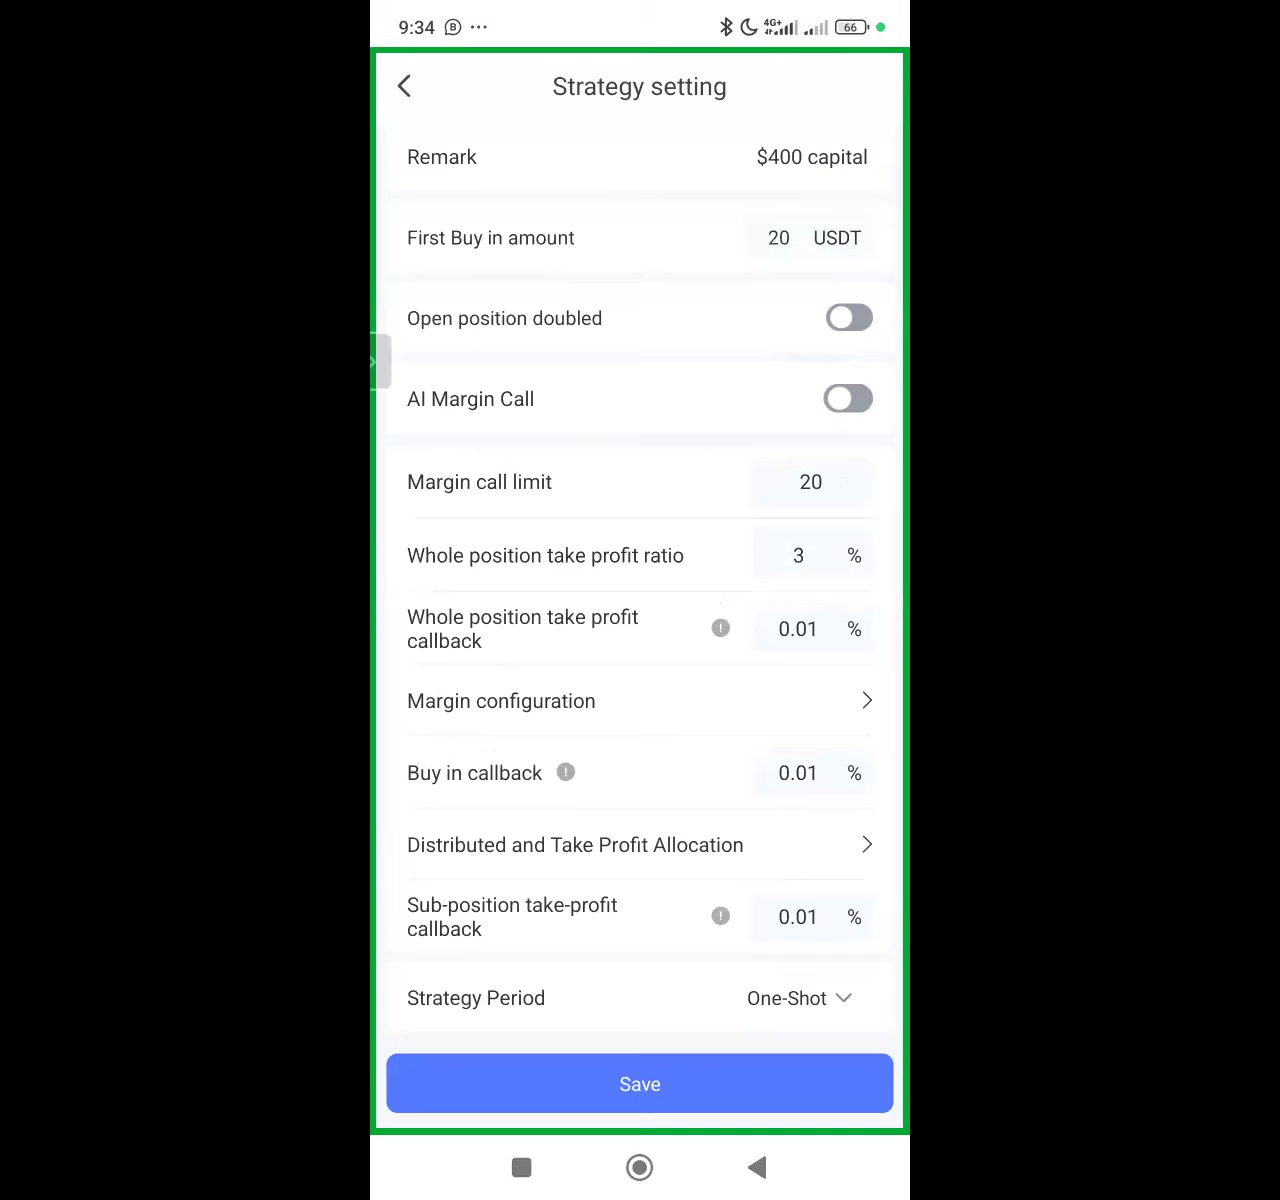 9:34 B ... 4G+ 66
Strategy setting
Remark $400 capital
First Buy in amount 20 USDT
Open position doubled
AI Margin Call
Margin call limit 20
Whole position take profit ratio 3 %
Whole position take profit
callback ! 0.01 %
Margin configuration
Buy in callback ! 0.01 %
Distributed and Take Profit Allocation
Sub-position take-profit
callback ! 0.01 %
Strategy Period One-Shot
Save